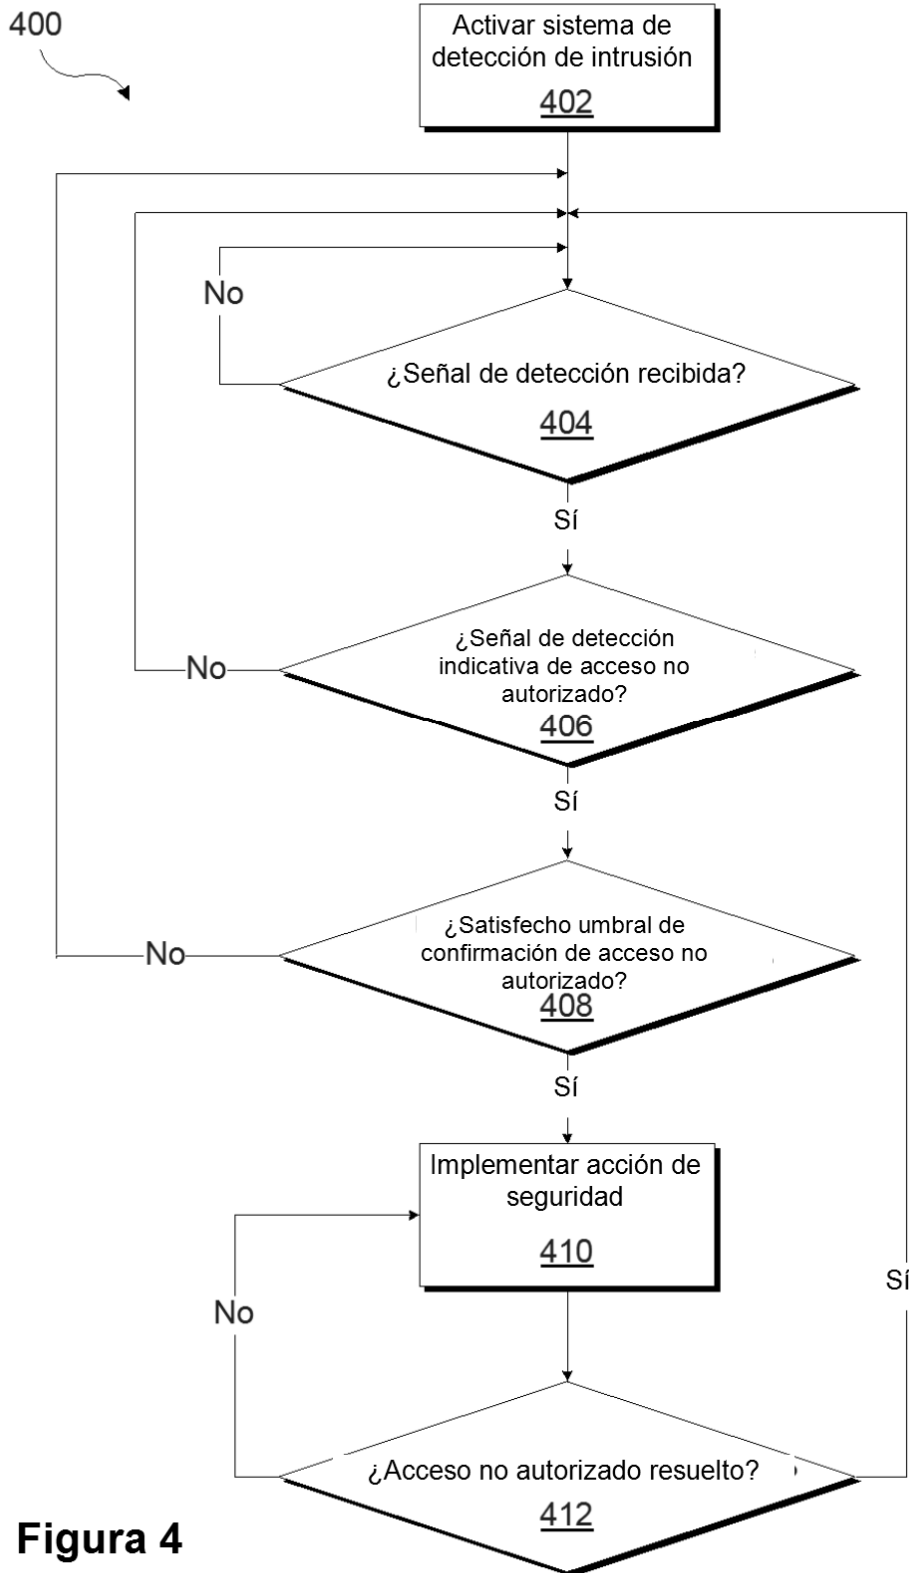 400
Activar sistema de
detección de intrusión
402
No
¿Señal de detección recibida?
404
Sí
¿Señal de detección
indicativa de acceso no
autorizado?
406
No
Sí
¿Satisfecho umbral de
confirmación de acceso no
autorizado?
408
No
Sí
Implementar acción de
seguridad
410
No
Sí
¿Acceso no autorizado resuelto?
412
Figura 4